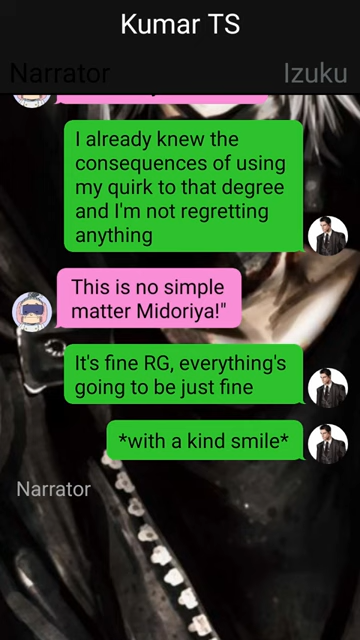 Kumar TS
Narrator
Izuku
I already knew the
consequences of using
my quirk to that degree
and I'm not regretting
anything
This is no simple
matter Midoriya!"
It's fine RG, everything's
going to be just fine
*with a kind smile*
Narrator